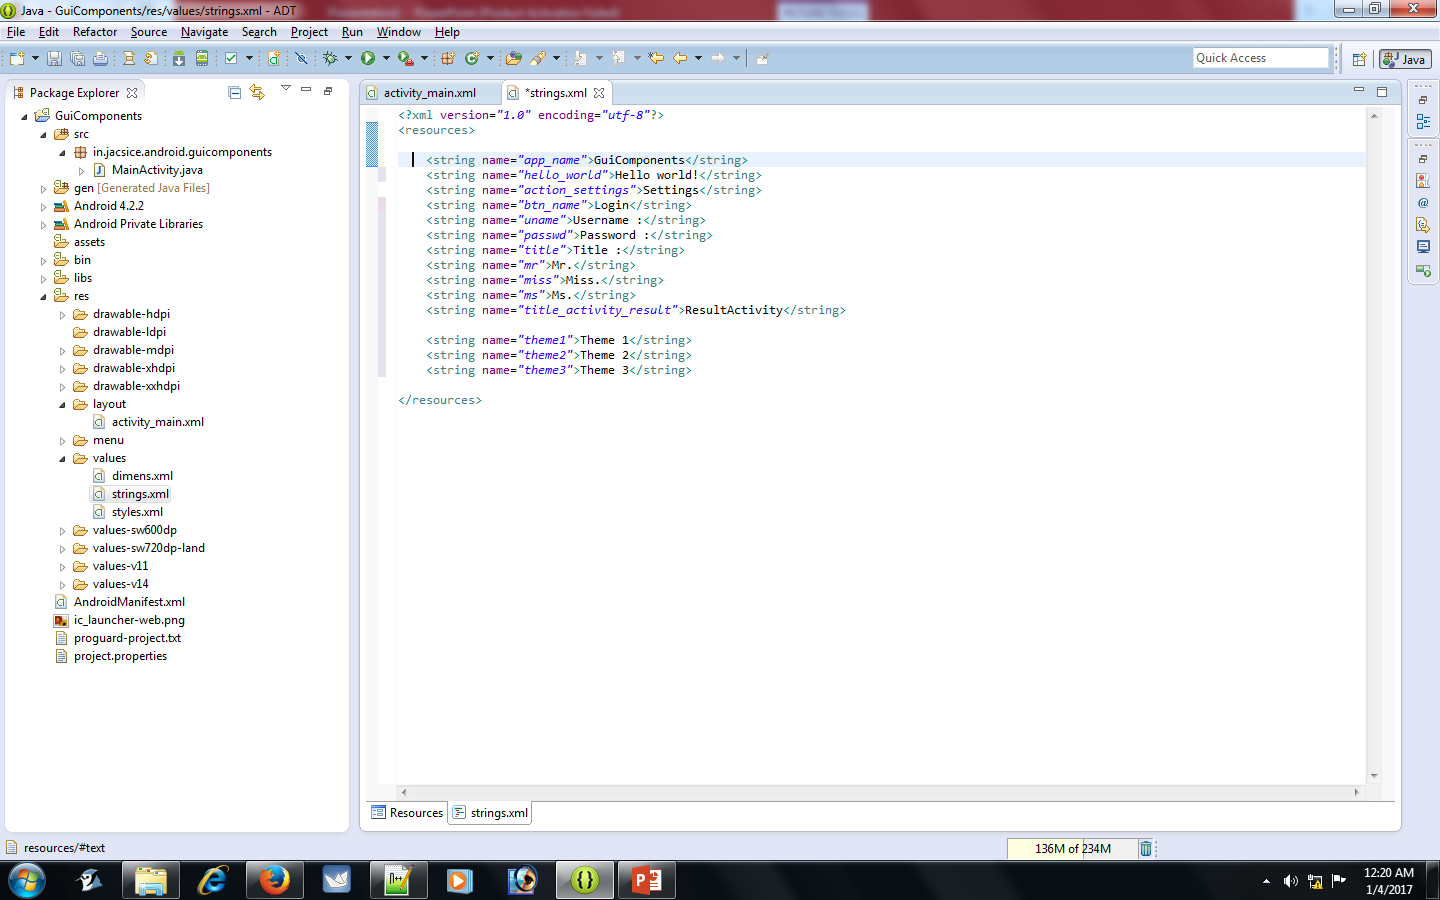 Java - GuiComponents/res/values/strings.xml - ADT
File Edit Refactor Source Navigate Search Project Run Window Help
Quick Access
Java
Package Explorer
activity_main.xml
*strings.xml
GuiComponents
src
in.jacsice.android.guicomponents
MainActivity.java
gen [Generated Java Files]
Android 4.2.2
Android Private Libraries
assets
bin
libs
res
drawable-hdpi
drawable-ldpi
drawable-mdpi
drawable-xhdpi
drawable-xxhdpi
layout
activity_main.xml
menu
values
dimens.xml
strings.xml
styles.xml
values-sw600dp
values-sw720dp-land
values-v11
values-v14
AndroidManifest.xml
ic_launcher-web.png
proguard-project.txt
project.properties
<?xml version="1.0" encoding="utf-8"?>
<resources>
<string name="app_name">GuiComponents</string>
<string name="hello_world">Hello world!</string>
<string name="action_settings">Settings</string>
<string name="btn_name">Login</string>
<string name="uname">Username :</string>
<string name="passwd">Password :</string>
<string name="title">Title :</string>
<string name="mr">Mr.</string>
<string name="miss">Miss.</string>
<string name="ms">Ms.</string>
<string name="title_activity_result">ResultActivity</string>
<string name="theme1">Theme 1</string>
<string name="theme2">Theme 2</string>
<string name="theme3">Theme 3</string>
</resources>
Resources
strings.xml
resources/#text
136M of 234M
12:20 AM
1/4/2017